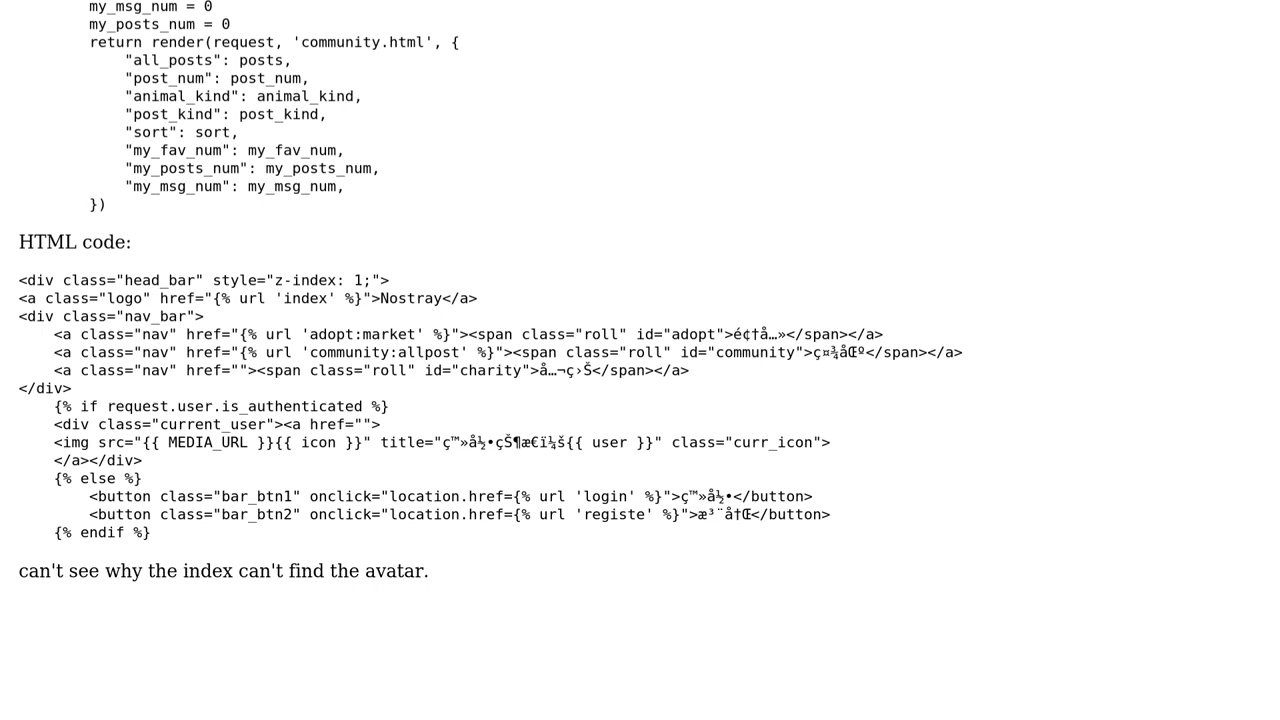 my_msg_num = 0
my_posts_num = 0
return render(request, 'community.html', {
"all_posts": posts,
"post_num": post_num,
"animal_kind": animal_kind,
"post_kind": post_kind,
"sort": sort,
"my_fav_num": my_fav_num,
"my_posts_num": my_posts_num,
"my_msg_num": my_msg_num,
})
HTML code:
<div class="head_bar" style="z-index: 1;">
<a class="logo" href="{% url 'index' %}">Nostray</a>
<div class="nav_bar">
<a class="nav" href="{% url 'adopt:market' %}"><span class="roll" id="adopt">é¢†å…»</span></a>
<a class="nav" href="{% url 'community:allpost' %}"><span class="roll" id="community">ç¤¾åŒº</span></a>
<a class="nav" href=""><span class="roll" id="charity">å…¬ç›Š</span></a>
</div>
{% if request.user.is_authenticated %}
<div class="current_user"><a href="">
<img src="{{ MEDIA_URL }}{{ icon }}" title="ç™»å½•çŠ¶æ€ï¼š{{ user }}" class="curr_icon">
</a></div>
{% else %}
<button class="bar_btn1" onclick="location.href={% url 'login' %}">ç™»å½•</button>
<button class="bar_btn2" onclick="location.href={% url 'registe' %}">æ³¨å†Œ</button>
{% endif %}
can't see why the index can't find the avatar.